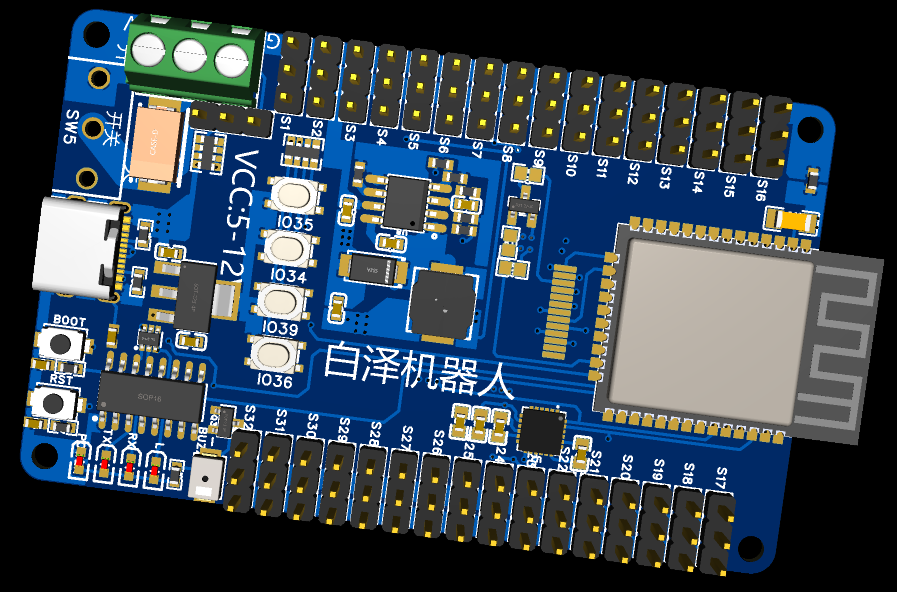 G
S1
S2
S3
S4
S5
S6
S7
S8
S9
S10
S11
S12
S13
S14
S15
S16
开关
SW5
VCC:5-12
IO35
IO34
IO39
IO36
白泽机器人
BOOT
RST
SOP16
TX
RX
S32
S31
S30
S29
S28
S27
S26
S25
S24
S22
S21
S20
S19
S18
S17